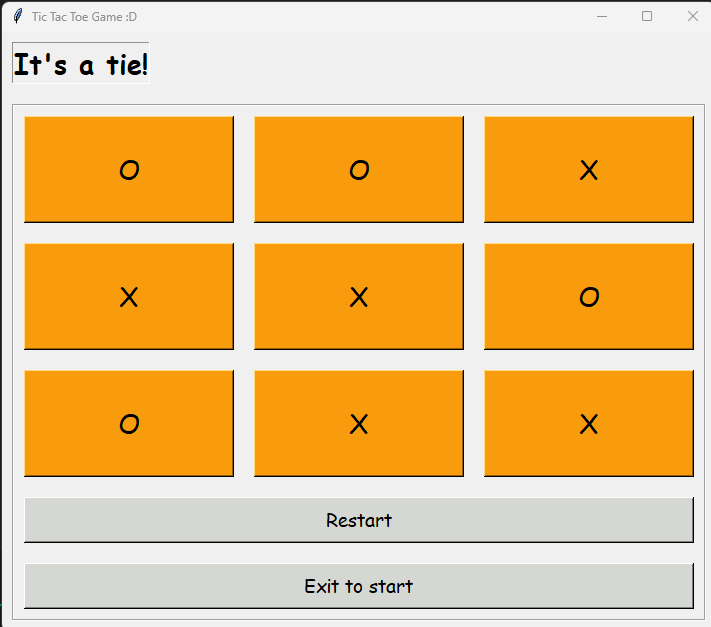 Tic Tac Toe Game :D
It's a tie!
O O X
X X O
O X X
Restart
Exit to start